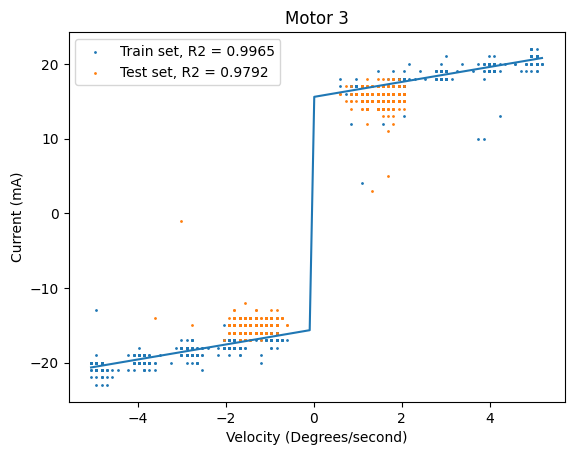 Motor 3
Train set, R2 = 0.9965
Test set, R2 = 0.9792
Current (mA)
20
10
0
−10
−20
−4
−2
0
2
4
Velocity (Degrees/second)